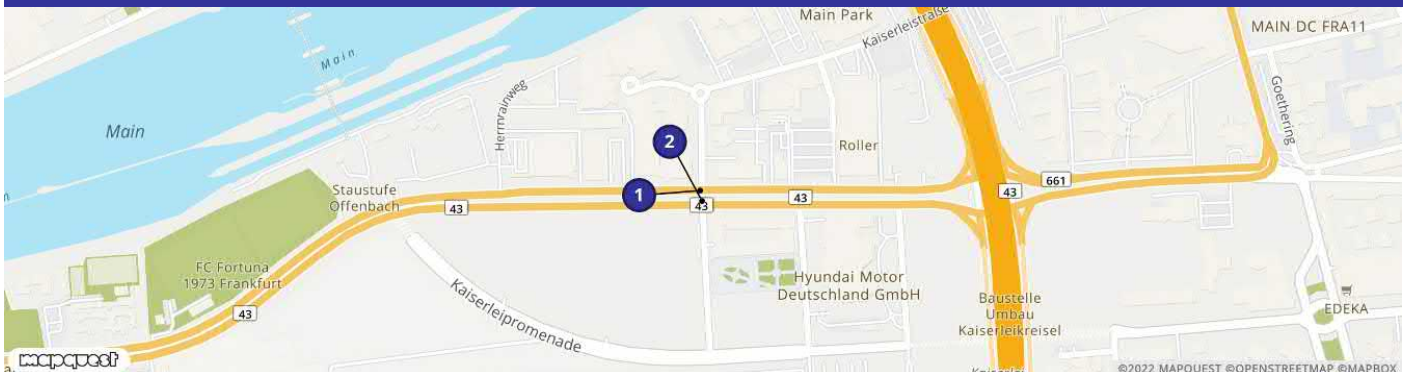 Main Park
Kaiserleistraße
MAIN DC FRA11
Main
Main
Herrnrainweg
Goethering
2
Roller
1
Staustufe
Offenbach
43
43
43
43
661
FC Fortuna
1973 Frankfurt
43
Kaiserleipromenade
Hyundai Motor
Deutschland GmbH
Baustelle
Umbau
Kaiserleikreisel
EDEKA
mapquest
©2022 MAPQUEST ©OPENSTREETMAP ©MAPBOX